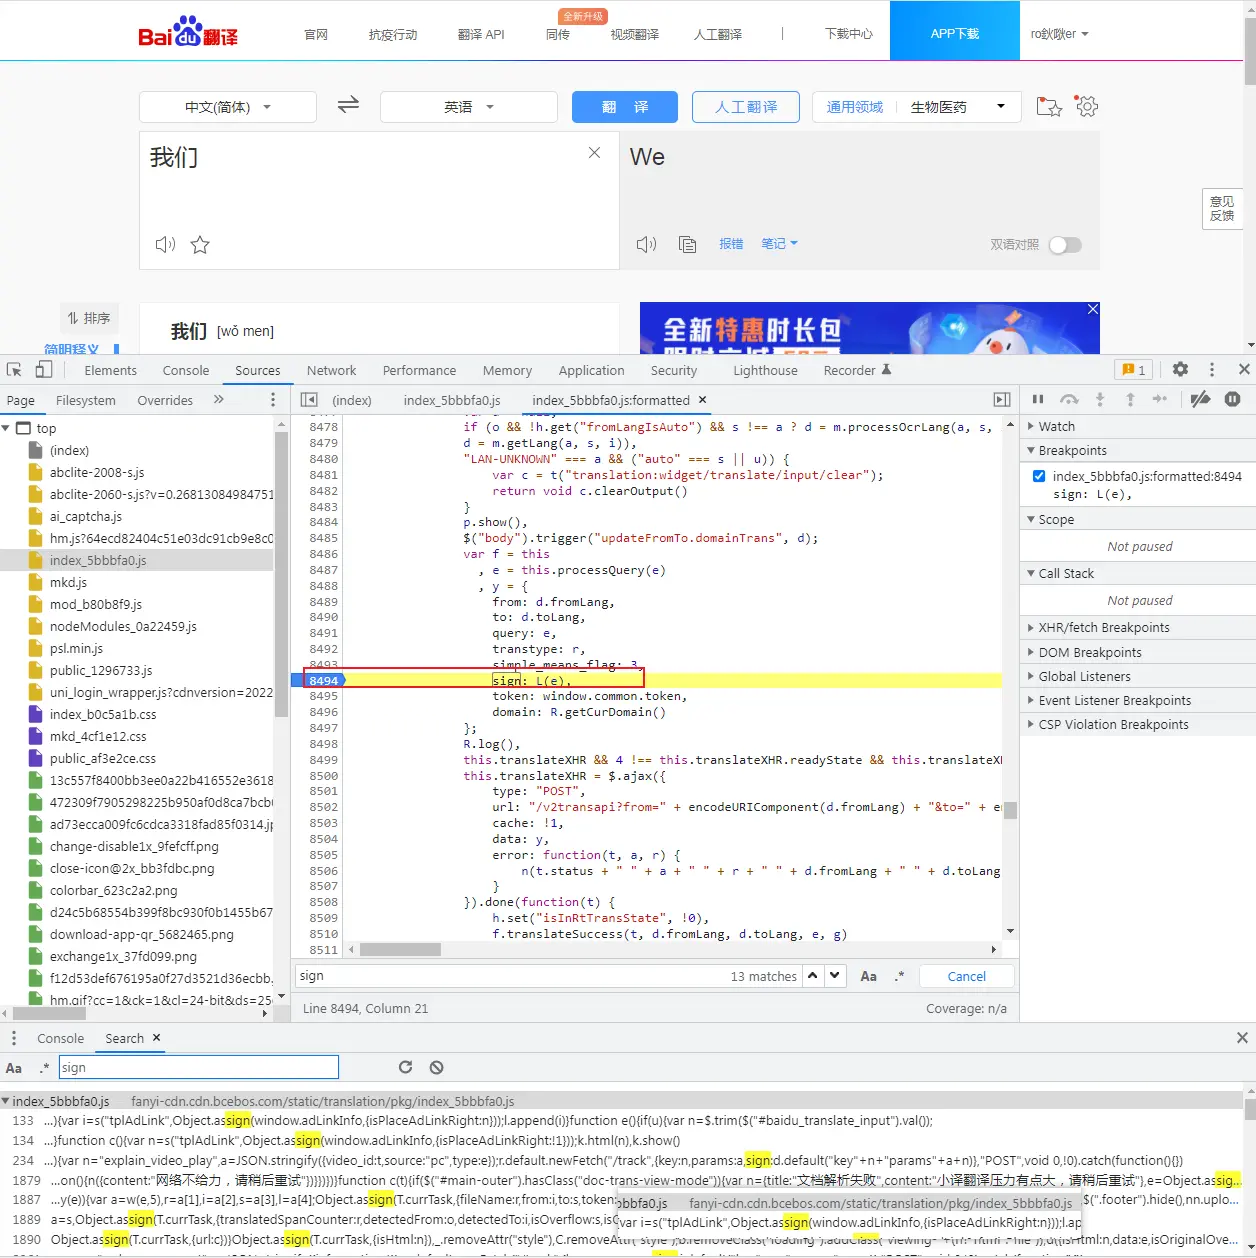 全新升级
Bai du 翻译 官网 抗疫行动 翻译 API 同传 视频翻译 人工翻译 | 下载中心 APP下载
中文(简体) 英语 翻 译 人工翻译 通用领域 生物医药
我们 We
意见
反馈
报错 笔记 双语对照
排序 我们 [wǒ men]
简明释义
全新特惠时长包
Elements Console Sources Network Performance Memory Application Security Lighthouse Recorder 1
Page Filesystem Overrides » (index) index_5bbbfa0.js index_5bbbfa0.js:formatted ×
top
(index)
abclite-2008-s.js
abclite-2060-s.js?v=0.26813084984751
ai_captcha.js
hm.js?64ecd82404c51e03dc91cb9e8c0
index_5bbbfa0.js
mkd.js
mod_b80b8f9.js
nodeModules_0a22459.js
psl.min.js
public_1296733.js
uni_login_wrapper.js?cdnversion=2022
index_b0c5a1b.css
mkd_4cf1e12.css
public_af3e2ce.css
13c557f8400bb3ee0a22b416552e3618
472309f7905298225b950af0d8ca7bcb
ad73ecca009fc6cdca3318fad85f0314.jp
change-disable1x_9fefcff.png
close-icon@2x_bb3fdbc.png
colorbar_623c2a2.png
d24c5b68554b399f8bc930f0b1455b67
download-app-qr_5682465.png
exchange1x_37fd099.png
f12d53def676195a0f27d3521d36ecbb.
hm.gif?cc=1&ck=1&cl=24-bit&ds=25
8478 if (o && !h.get("fromLangIsAuto") && s !== a ? d = m.processOcrLang(a, s,
8479 d = m.getLang(a, s, i)),
8480 "LAN-UNKNOWN" === a && ("auto" === s || u)) {
8481 var c = t("translation:widget/translate/input/clear");
8482 return void c.clearOutput()
8483 }
8484 p.show(),
8485 $("body").trigger("updateFromTo.domainTrans", d);
8486 var f = this
8487 , e = this.processQuery(e)
8488 , y = {
8489 from: d.fromLang,
8490 to: d.toLang,
8491 query: e,
8492 transtype: r,
8493 simple_means_flag: 3,
8494 sign: L(e),
8495 token: window.common.token,
8496 domain: R.getCurDomain()
8497 };
8498 R.log(),
8499 this.translateXHR && 4 !== this.translateXHR.readyState && this.translateX
8500 this.translateXHR = $.ajax({
8501 type: "POST",
8502 url: "/v2transapi?from=" + encodeURIComponent(d.fromLang) + "&to=" + e
8503 cache: !1,
8504 data: y,
8505 error: function(t, a, r) {
8506 n(t.status + " " + a + " " + r + " " + d.fromLang + " " + d.toLang
8507 }
8508 }).done(function(t) {
8509 h.set("isInRtTransState", !0),
8510 f.translateSuccess(t, d.fromLang, d.toLang, e, g)
8511
Watch
Breakpoints
index_5bbbfa0.js:formatted:8494
sign: L(e),
Scope
Not paused
Call Stack
Not paused
XHR/fetch Breakpoints
DOM Breakpoints
Global Listeners
Event Listener Breakpoints
CSP Violation Breakpoints
sign 13 matches Aa .* Cancel
Line 8494, Column 21 Coverage: n/a
Console Search ×
Aa .* sign
index_5bbbfa0.js fanyi-cdn.cdn.bcebos.com/static/translation/pkg/index_5bbbfa0.js
133 ...){var i=s("tplAdLink",Object.assign(window.adLinkInfo,{isPlaceAdLinkRight:n}));l.append(i)}function e(){if(u){var n=$.trim($("#baidu_translate_input").val());
134 ...}function c(){var n=s("tplAdLink",Object.assign(window.adLinkInfo,{isPlaceAdLinkRight:!1}));k.html(n),k.show()
234 ...){var n="explain_video_play",a=JSON.stringify({video_id:t,source:"pc",type:e});r.default.newFetch("/track",{key:n,params:a,sign:d.default("key"+n+"params"+a+n)},"POST",void 0,!0).catch(function(){})
1879 ...on(){n({content:"网络不给力，请稍后重试"})}})}})}function c(t){if($("#main-outer").hasClass("doc-trans-view-mode")){var n={title:"文档解析失败",content:"小译翻译压力有点大，请稍后重试"},e=Object.assig...
1887 ...y(e)){var a=w(e,5),r=a[1],i=a[2],s=a[3],l=a[4];Object.assign(T.currTask,{fileName:r,from:i,to:s,token: $(".footer").hide(),nn.uplo...
bbbfa0.js fanyi-cdn.cdn.bcebos.com/static/translation/pkg/index_5bbbfa0.js
1889 a=s,Object.assign(T.currTask,{translatedSpanCounter:r,detectedFrom:o,detectedTo:i,isOverflow:s,isO
var i=s("tplAdLink",Object.assign(window.adLinkInfo,{isPlaceAdLinkRight:n}));l.ap
1890 Object.assign(T.currTask,{url:c}))}Object.assign(T.currTask,{isHtml:n}),_.removeAttr("style"),C.removeAttr